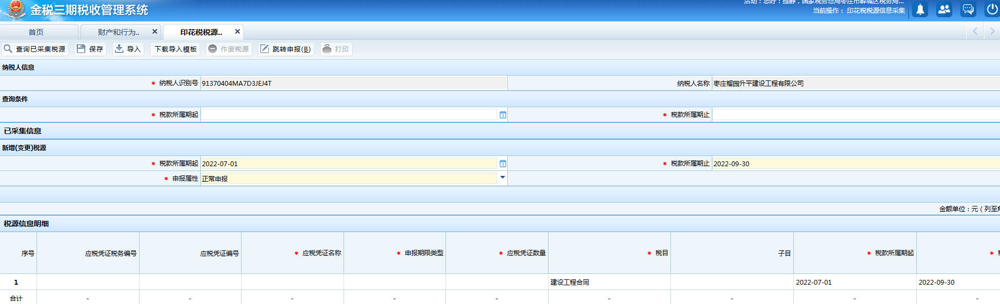 金税三期税收管理系统
当前操作： 印花税税源信息采集
首页
财产和行为..
印花税税源..
查询已采集税源
保存
导入
下载导入模板
作废税源
跳转申报(B)
打印
纳税人信息
* 纳税人识别号 91370404MA7D3JEJ4T 纳税人名称 枣庄榴园升平建设工程有限公司
查询条件
* 税款所属期起 * 税款所属期止
已采集信息
新增(变更)税源
* 税款所属期起 2022-07-01 * 税款所属期止 2022-09-30
* 申报属性 正常申报
金额单位：元（列至
税源信息明细
序号 应税凭证税务编号 应税凭证编号 * 应税凭证名称 * 申报期限类型 * 应税凭证数量 * 税目 子目 * 税款所属期起 *
1 建设工程合同 2022-07-01 2022-09-30
合计 - - - - - - - - -